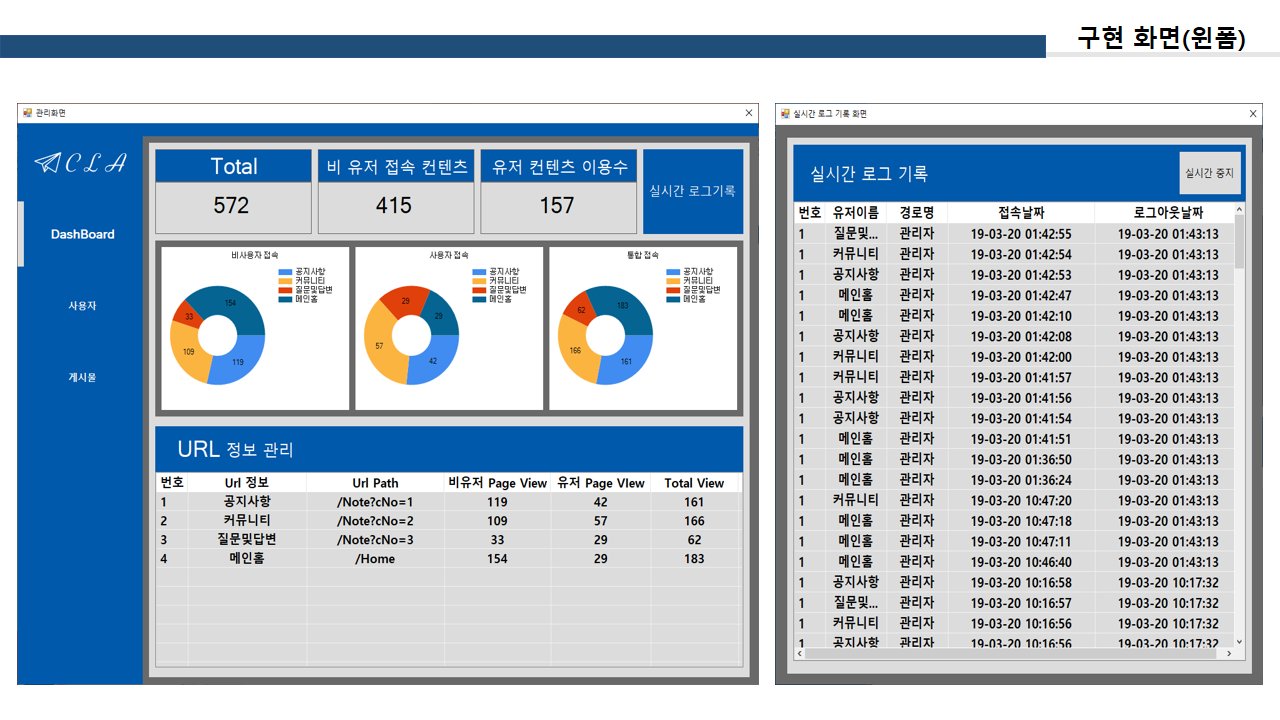 구현 화면(윈폼)
관리화면
CLA
DashBoard
사용자
게시물
Total
572
비 유저 접속 컨텐츠
415
유저 컨텐츠 이용수
157
실시간 로그기록
비사용자 접속
공지사항
커뮤니티
질문및답변
메인홈
154
33
109
119
사용자 접속
공지사항
커뮤니티
질문및답변
메인홈
29
29
57
42
통합 접속
공지사항
커뮤니티
질문및답변
메인홈
183
62
166
161
URL 정보 관리
번호 Url 정보 Url Path 비유저 Page View 유저 Page VIew Total View
1 공지사항 /Note?cNo=1 119 42 161
2 커뮤니티 /Note?cNo=2 109 57 166
3 질문및답변 /Note?cNo=3 33 29 62
4 메인홈 /Home 154 29 183
실시간 로그 기록 화면
실시간 로그 기록
실시간 중지
번호 유저이름 경로명 접속날짜 로그아웃날짜
1 질문및... 관리자 19-03-20 01:42:55 19-03-20 01:43:13
1 커뮤니티 관리자 19-03-20 01:42:54 19-03-20 01:43:13
1 공지사항 관리자 19-03-20 01:42:53 19-03-20 01:43:13
1 메인홈 관리자 19-03-20 01:42:47 19-03-20 01:43:13
1 메인홈 관리자 19-03-20 01:42:10 19-03-20 01:43:13
1 공지사항 관리자 19-03-20 01:42:08 19-03-20 01:43:13
1 커뮤니티 관리자 19-03-20 01:42:00 19-03-20 01:43:13
1 커뮤니티 관리자 19-03-20 01:41:57 19-03-20 01:43:13
1 공지사항 관리자 19-03-20 01:41:56 19-03-20 01:43:13
1 공지사항 관리자 19-03-20 01:41:54 19-03-20 01:43:13
1 메인홈 관리자 19-03-20 01:41:51 19-03-20 01:43:13
1 메인홈 관리자 19-03-20 01:36:50 19-03-20 01:43:13
1 메인홈 관리자 19-03-20 01:36:24 19-03-20 01:43:13
1 커뮤니티 관리자 19-03-20 10:47:20 19-03-20 01:43:13
1 메인홈 관리자 19-03-20 10:47:18 19-03-20 01:43:13
1 메인홈 관리자 19-03-20 10:47:11 19-03-20 01:43:13
1 메인홈 관리자 19-03-20 10:46:40 19-03-20 01:43:13
1 공지사항 관리자 19-03-20 10:16:58 19-03-20 10:17:32
1 질문및... 관리자 19-03-20 10:16:57 19-03-20 10:17:32
1 커뮤니티 관리자 19-03-20 10:16:56 19-03-20 10:17:32
1 공지사항 관리자 19-03-20 10:16:56 19-03-20 10:17:32